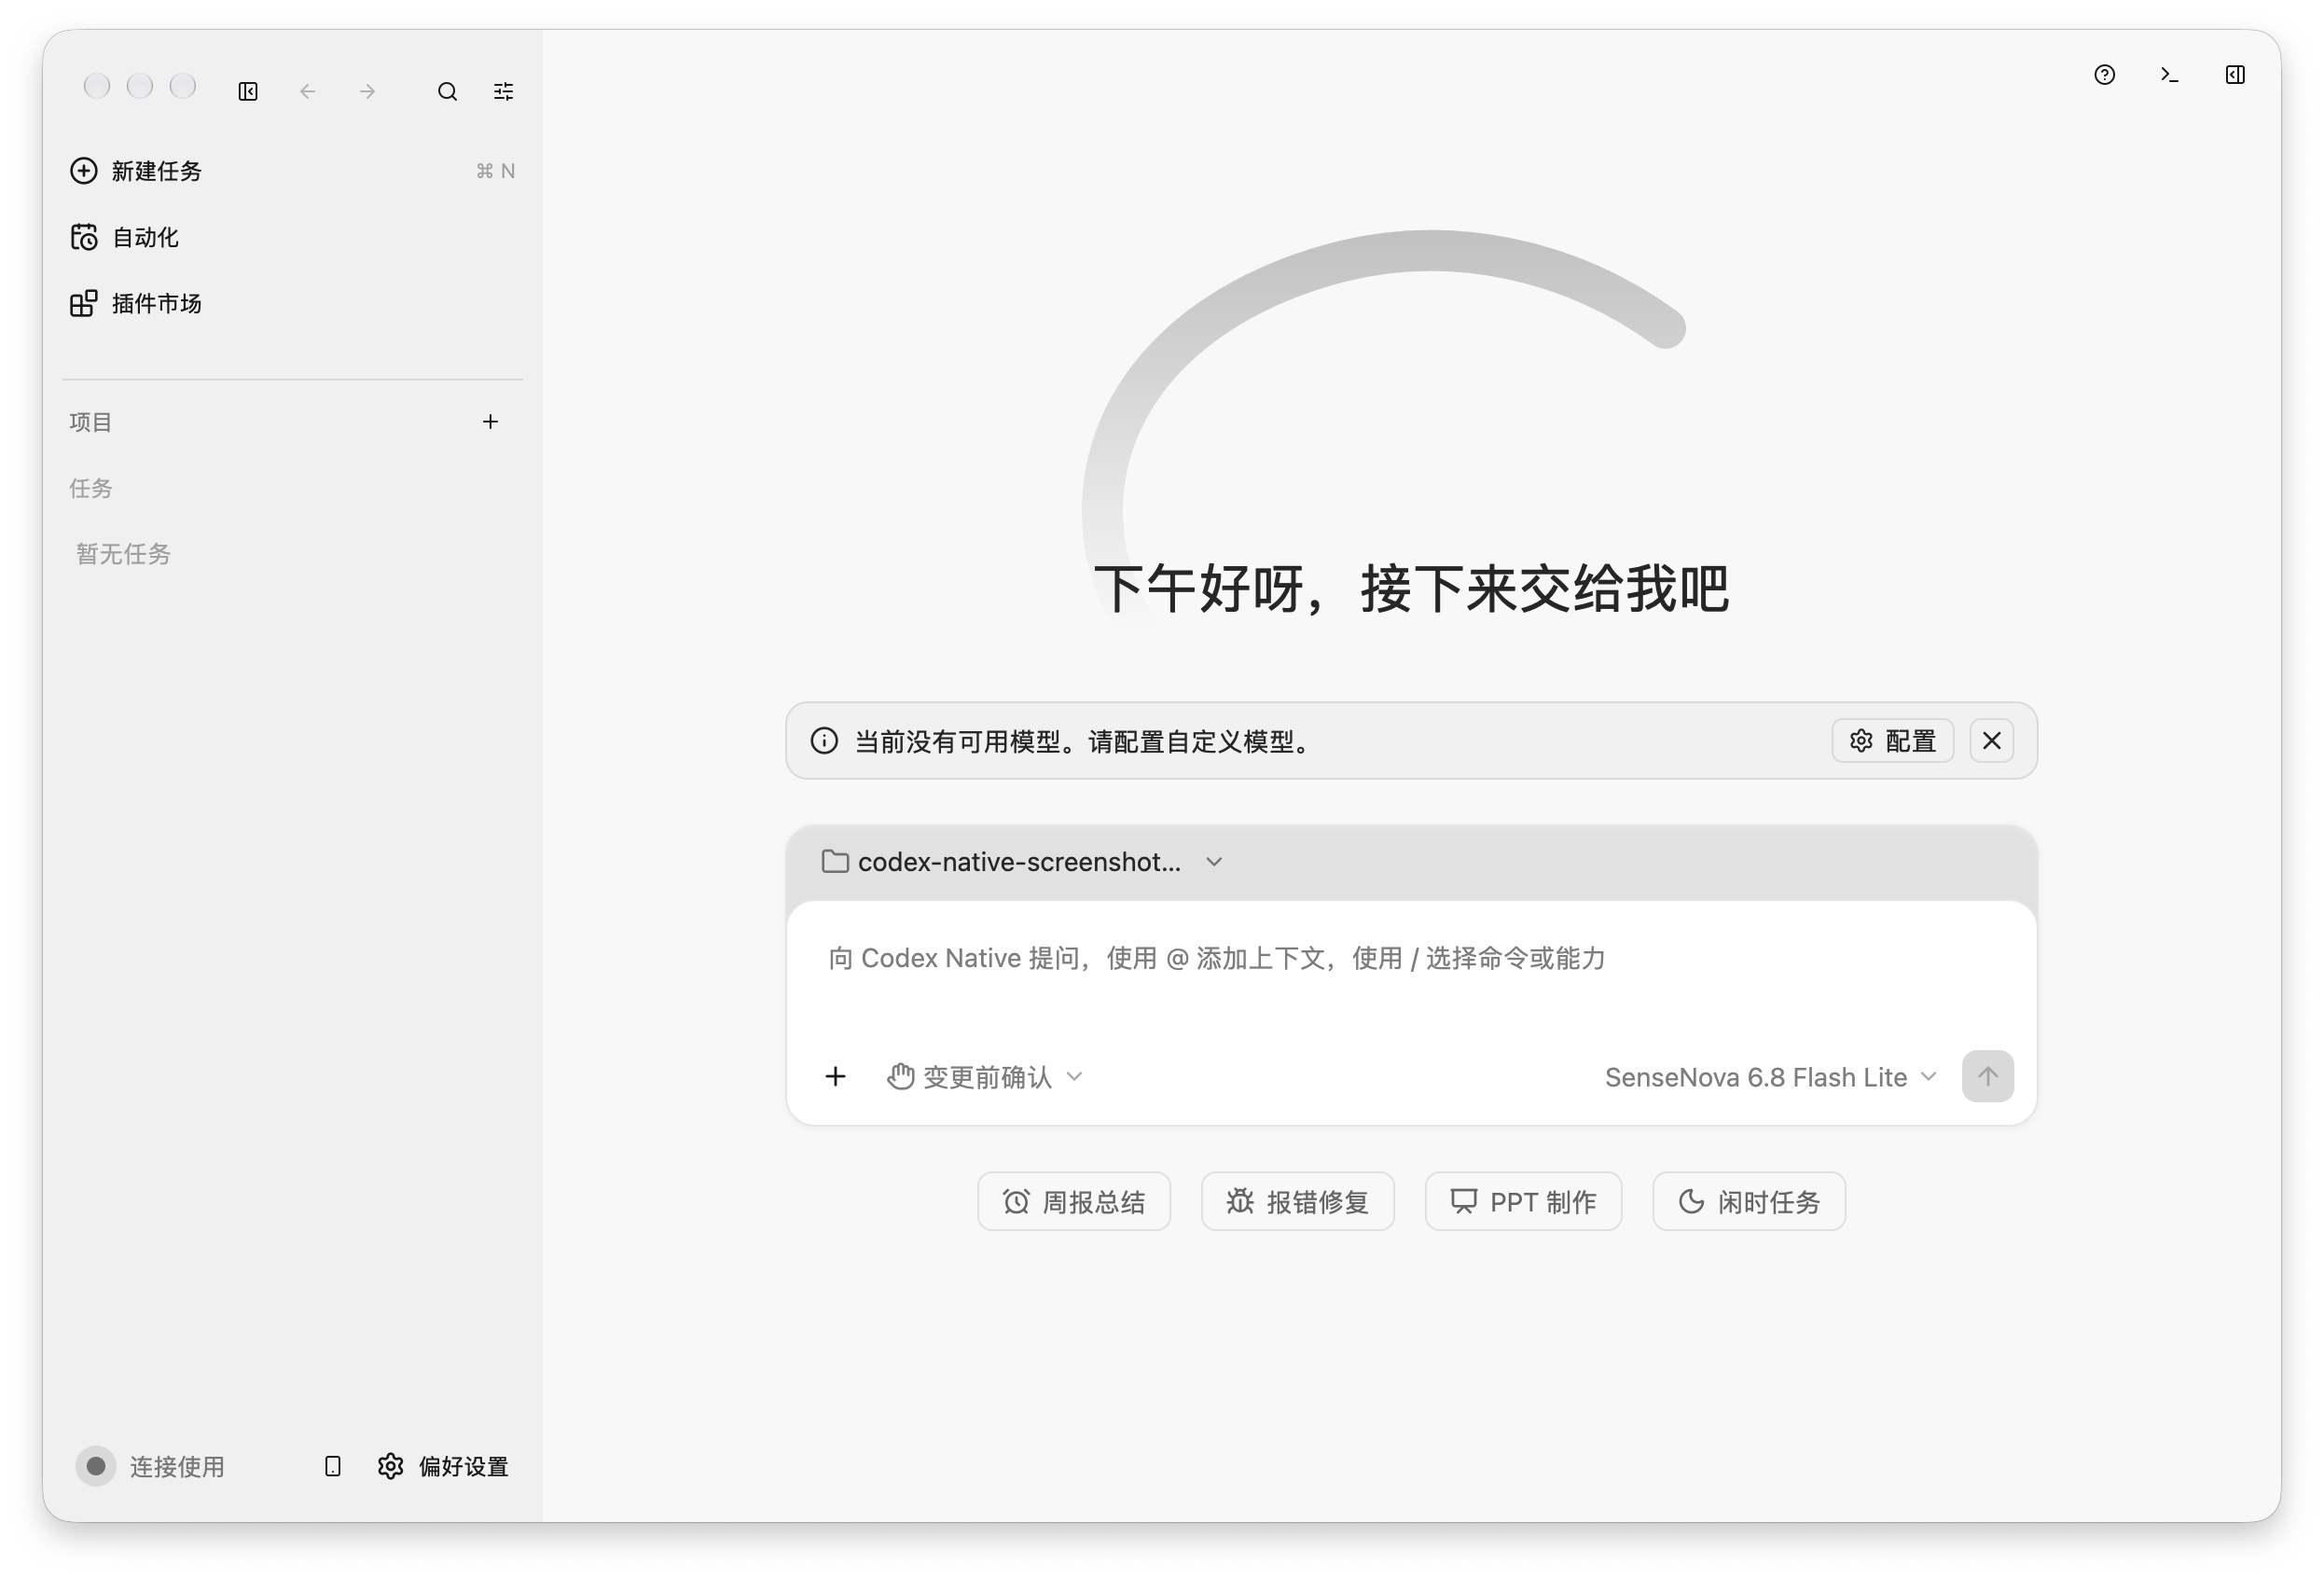 新建任务 ⌘ N
自动化
插件市场
项目
任务
暂无任务
连接使用
偏好设置
下午好呀，接下来交给我吧
当前没有可用模型。请配置自定义模型。
配置
codex-native-screenshot...
向 Codex Native 提问，使用 @ 添加上下文，使用 / 选择命令或能力
变更前确认
SenseNova 6.8 Flash Lite
周报总结
报错修复
PPT 制作
闲时任务